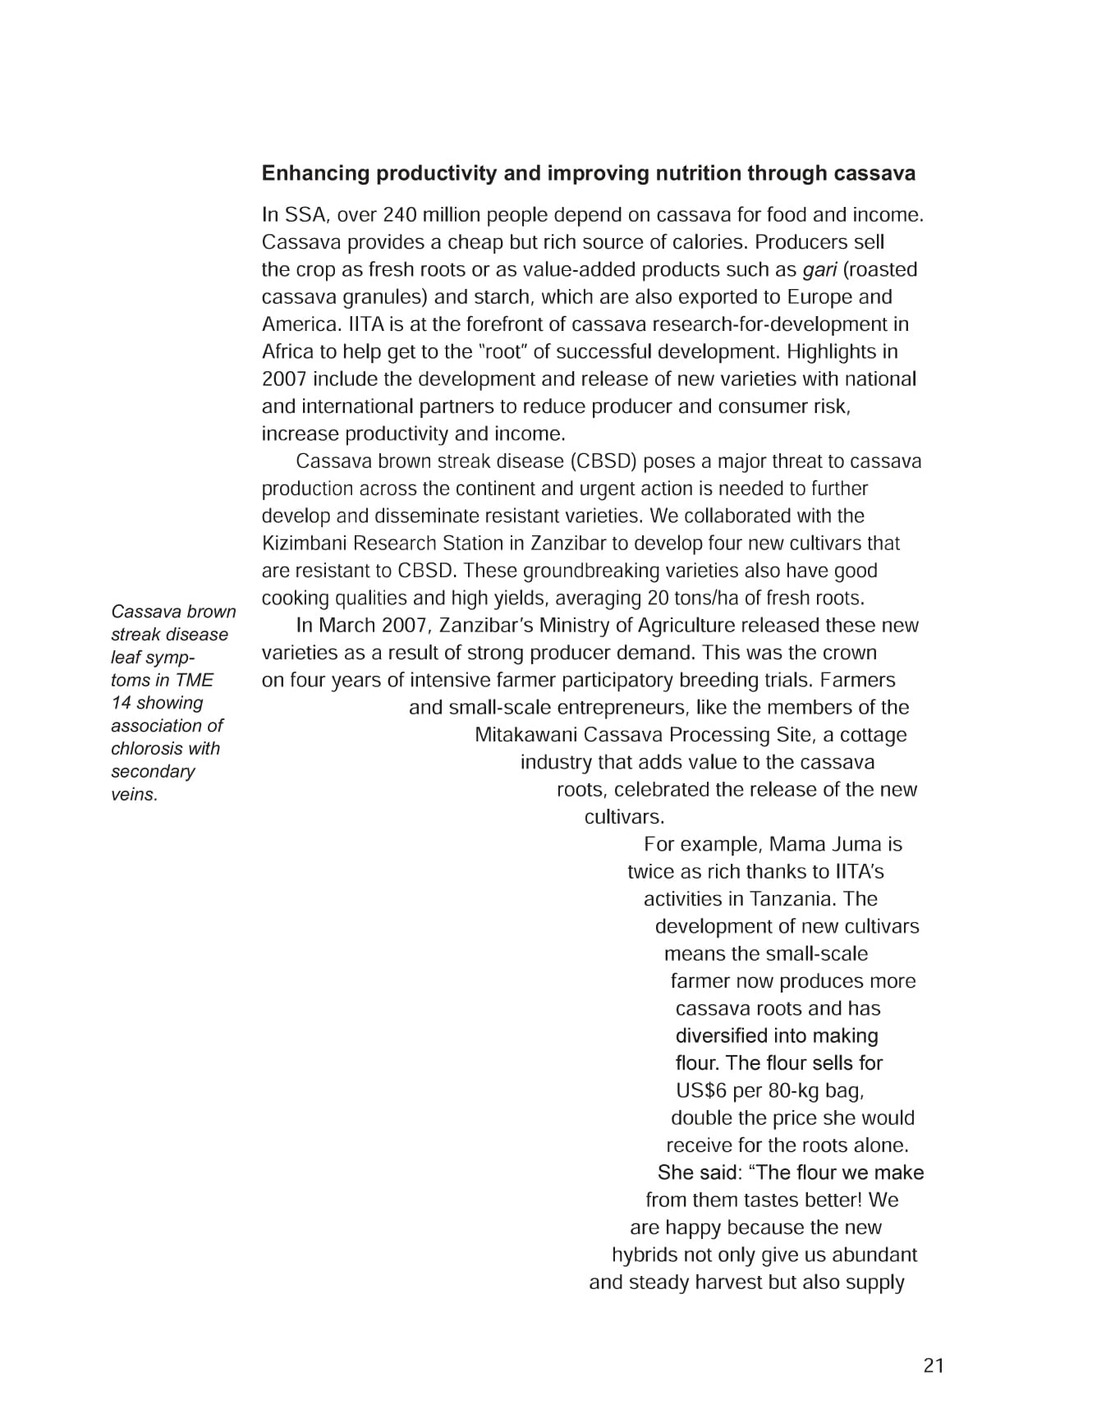 Enhancing productivity and improving nutrition through cassava
In SSA, over 240 million people depend on cassava for food and income.
Cassava provides a cheap but rich source of calories. Producers sell
the crop as fresh roots or as value-added products such as gari (roasted
cassava granules) and starch, which are also exported to Europe and
America. IITA is at the forefront of cassava research-for-development in
Africa to help get to the “root” of successful development. Highlights in
2007 include the development and release of new varieties with national
and international partners to reduce producer and consumer risk,
increase productivity and income.
Cassava brown streak disease (CBSD) poses a major threat to cassava
production across the continent and urgent action is needed to further
develop and disseminate resistant varieties. We collaborated with the
Kizimbani Research Station in Zanzibar to develop four new cultivars that
are resistant to CBSD. These groundbreaking varieties also have good
cooking qualities and high yields, averaging 20 tons/ha of fresh roots.
In March 2007, Zanzibar’s Ministry of Agriculture released these new
varieties as a result of strong producer demand. This was the crown
on four years of intensive farmer participatory breeding trials. Farmers
and small-scale entrepreneurs, like the members of the
Mitakawani Cassava Processing Site, a cottage
industry that adds value to the cassava
roots, celebrated the release of the new
cultivars.
For example, Mama Juma is
twice as rich thanks to IITA’s
activities in Tanzania. The
development of new cultivars
means the small-scale
farmer now produces more
cassava roots and has
diversified into making
flour. The flour sells for
US$6 per 80-kg bag,
double the price she would
receive for the roots alone.
She said: “The flour we make
from them tastes better! We
are happy because the new
hybrids not only give us abundant
and steady harvest but also supply
Cassava brown
streak disease
leaf symp-
toms in TME
14 showing
association of
chlorosis with
secondary
veins.
21